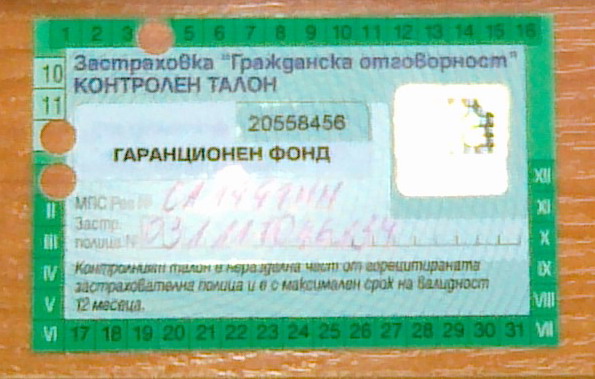 1 2 3 5 6 7 8 9 10 11 12 13 14 15 16
Застраховка "Гражданска отговорност"
10 КОНТРОЛЕН ТАЛОН
11
20558456
ГАРАНЦИОНЕН ФОНД
XII
МПС Рег №
II XI
Застр.
III полица № X
IV Контролният талон е неразделна част от IX
застрахователна полица и е с максимален срок на валидност
V 12 месеца. VIII
VI 17 18 19 20 21 22 23 24 25 26 27 28 29 30 31 VII